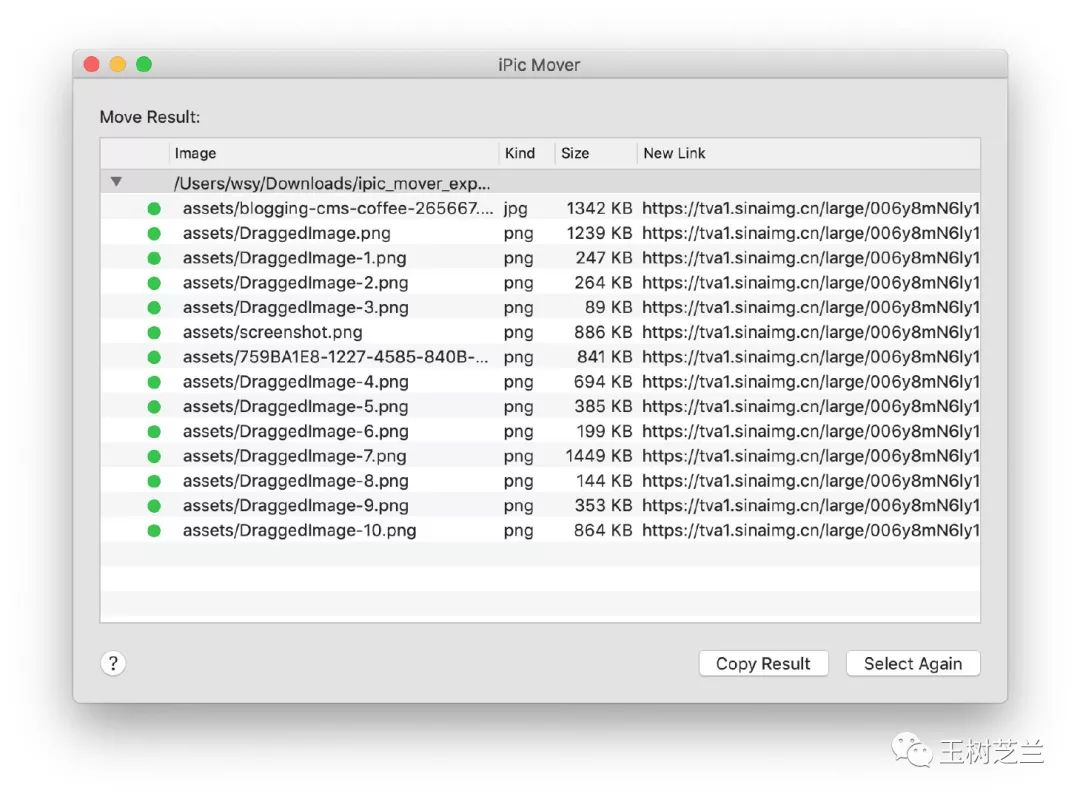 iPic Mover
Move Result:
Image Kind Size New Link
/Users/wsy/Downloads/ipic_mover_exp...
assets/blogging-cms-coffee-265667.... jpg 1342 KB https://tva1.sinaimg.cn/large/006y8mN6ly1
assets/DraggedImage.png png 1239 KB https://tva1.sinaimg.cn/large/006y8mN6ly1
assets/DraggedImage-1.png png 247 KB https://tva1.sinaimg.cn/large/006y8mN6ly1
assets/DraggedImage-2.png png 264 KB https://tva1.sinaimg.cn/large/006y8mN6ly1
assets/DraggedImage-3.png png 89 KB https://tva1.sinaimg.cn/large/006y8mN6ly1
assets/screenshot.png png 886 KB https://tva1.sinaimg.cn/large/006y8mN6ly1
assets/759BA1E8-1227-4585-840B-... png 841 KB https://tva1.sinaimg.cn/large/006y8mN6ly1
assets/DraggedImage-4.png png 694 KB https://tva1.sinaimg.cn/large/006y8mN6ly1
assets/DraggedImage-5.png png 385 KB https://tva1.sinaimg.cn/large/006y8mN6ly1
assets/DraggedImage-6.png png 199 KB https://tva1.sinaimg.cn/large/006y8mN6ly1
assets/DraggedImage-7.png png 1449 KB https://tva1.sinaimg.cn/large/006y8mN6ly1
assets/DraggedImage-8.png png 144 KB https://tva1.sinaimg.cn/large/006y8mN6ly1
assets/DraggedImage-9.png png 353 KB https://tva1.sinaimg.cn/large/006y8mN6ly1
assets/DraggedImage-10.png png 864 KB https://tva1.sinaimg.cn/large/006y8mN6ly1
? Copy Result Select Again
玉树芝兰